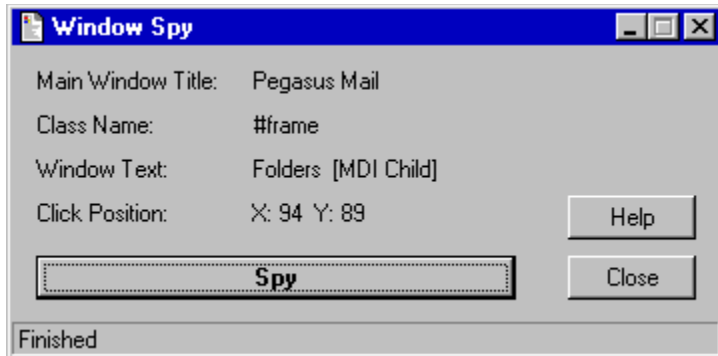 Window Spy
Main Window Title: Pegasus Mail
Class Name: #frame
Window Text: Folders [MDI Child]
Click Position: X: 94 Y: 89
Help
Spy
Close
Finished